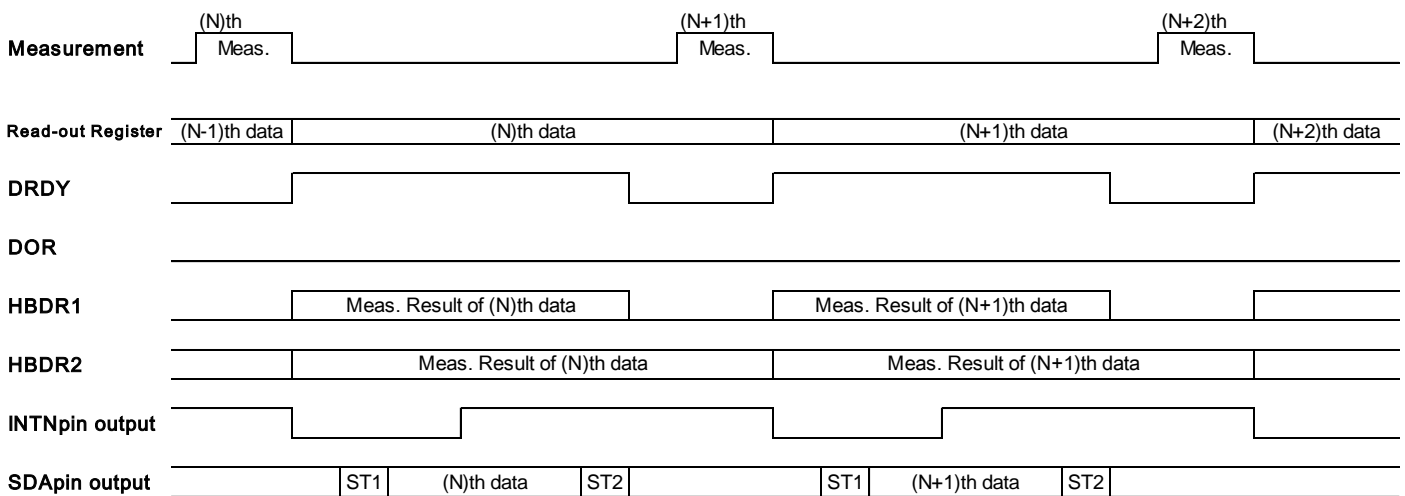 (N)th (N+1)th (N+2)th
Measurement Meas. Meas. Meas.
Read-out Register (N-1)th data (N)th data (N+1)th data (N+2)th data
DRDY
DOR
HBDR1 Meas. Result of (N)th data Meas. Result of (N+1)th data
HBDR2 Meas. Result of (N)th data Meas. Result of (N+1)th data
INTNpin output
SDApin output ST1 (N)th data ST2 ST1 (N+1)th data ST2